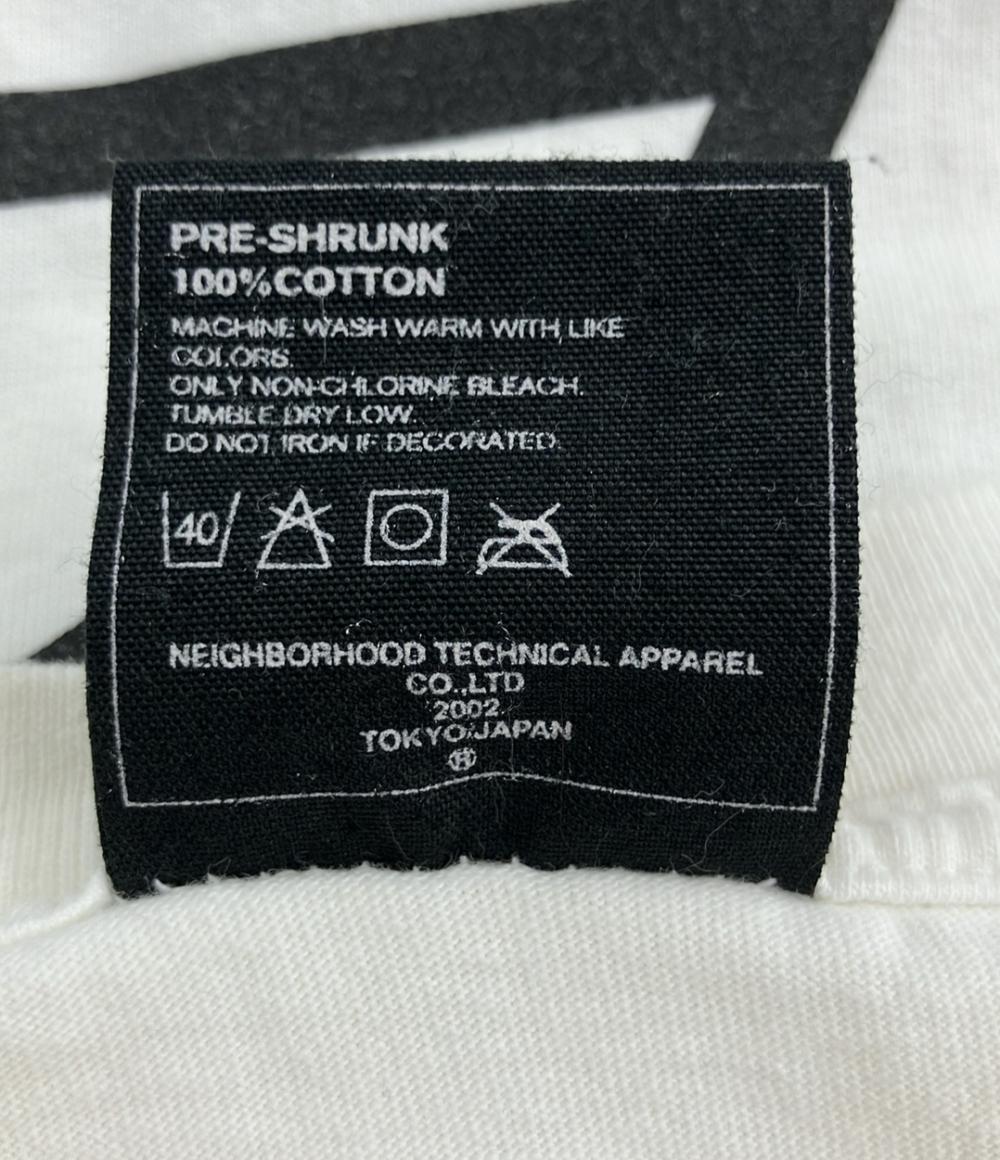 PRE-SHRUNK
100%COTTON
MACHINE WASH WARM WITH LIKE
COLORS.
ONLY NON-CHLORINE BLEACH.
TUMBLE DRY LOW.
DO NOT IRON IF DECORATED.
40
NEIGHBORHOOD TECHNICAL APPAREL
CO.,LTD
2002.
TOKYO/JAPAN
®